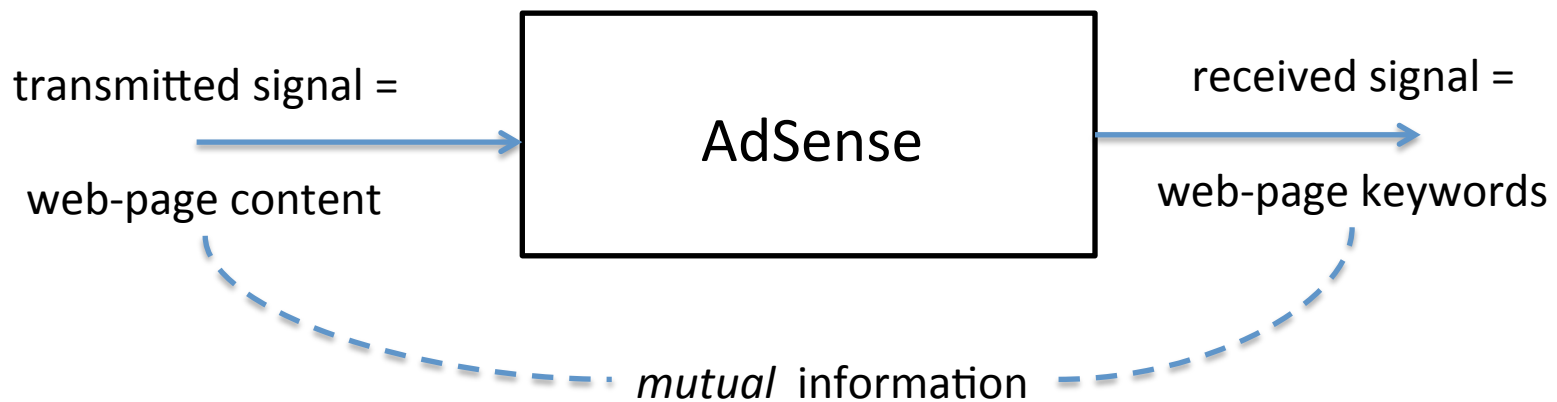 transmitted signal =
web-page content
AdSense
received signal =
web-page keywords
mutual information